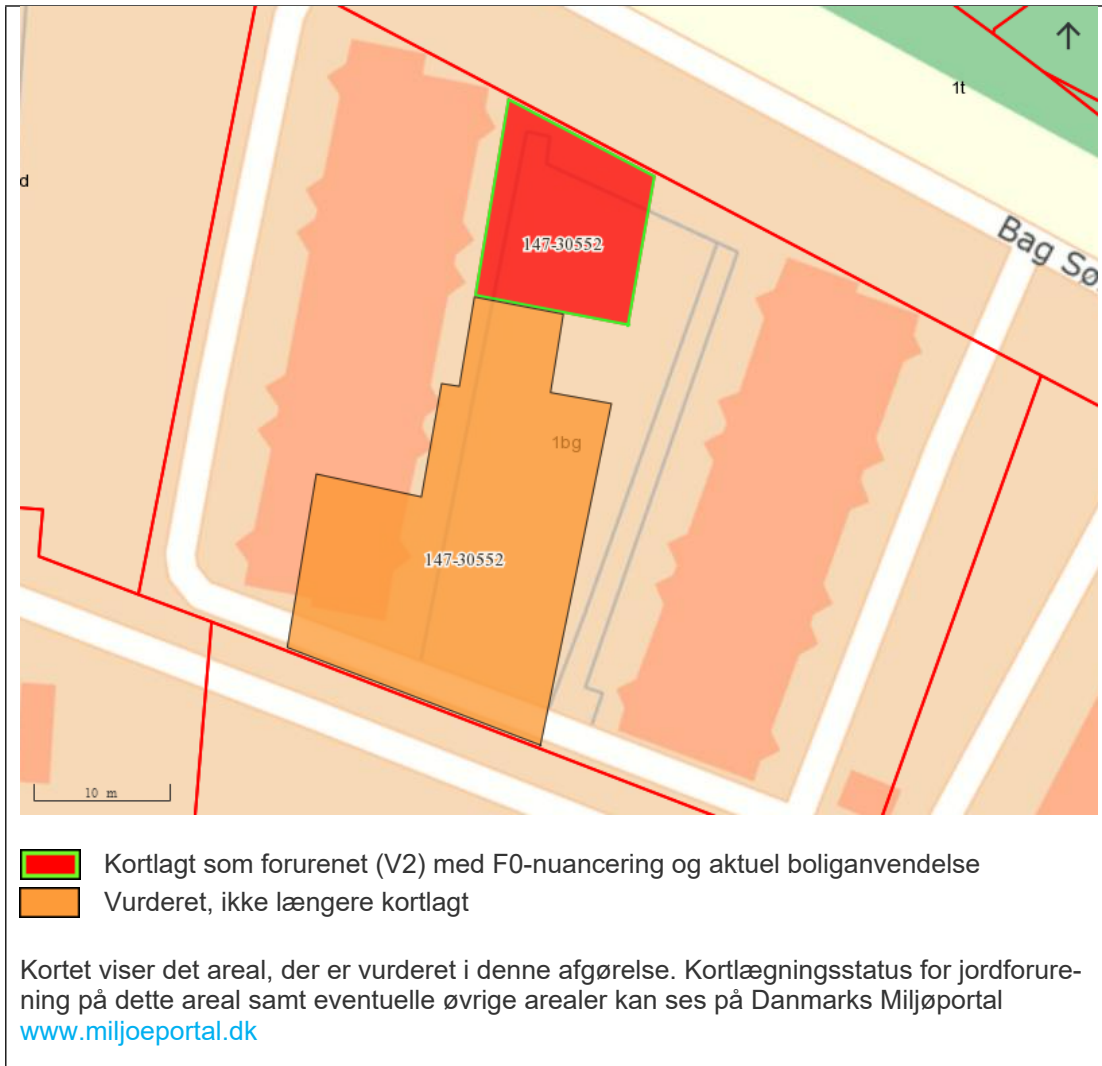 1t
d
Bag Sø
147-30552
1bg
147-30552
10 m
Kortlagt som forurenet (V2) med F0-nuancering og aktuel boliganvendelse
Vurderet, ikke længere kortlagt
Kortet viser det areal, der er vurderet i denne afgørelse. Kortlægningsstatus for jordforure-
ning på dette areal samt eventuelle øvrige arealer kan ses på Danmarks Miljøportal
www.miljoeportal.dk